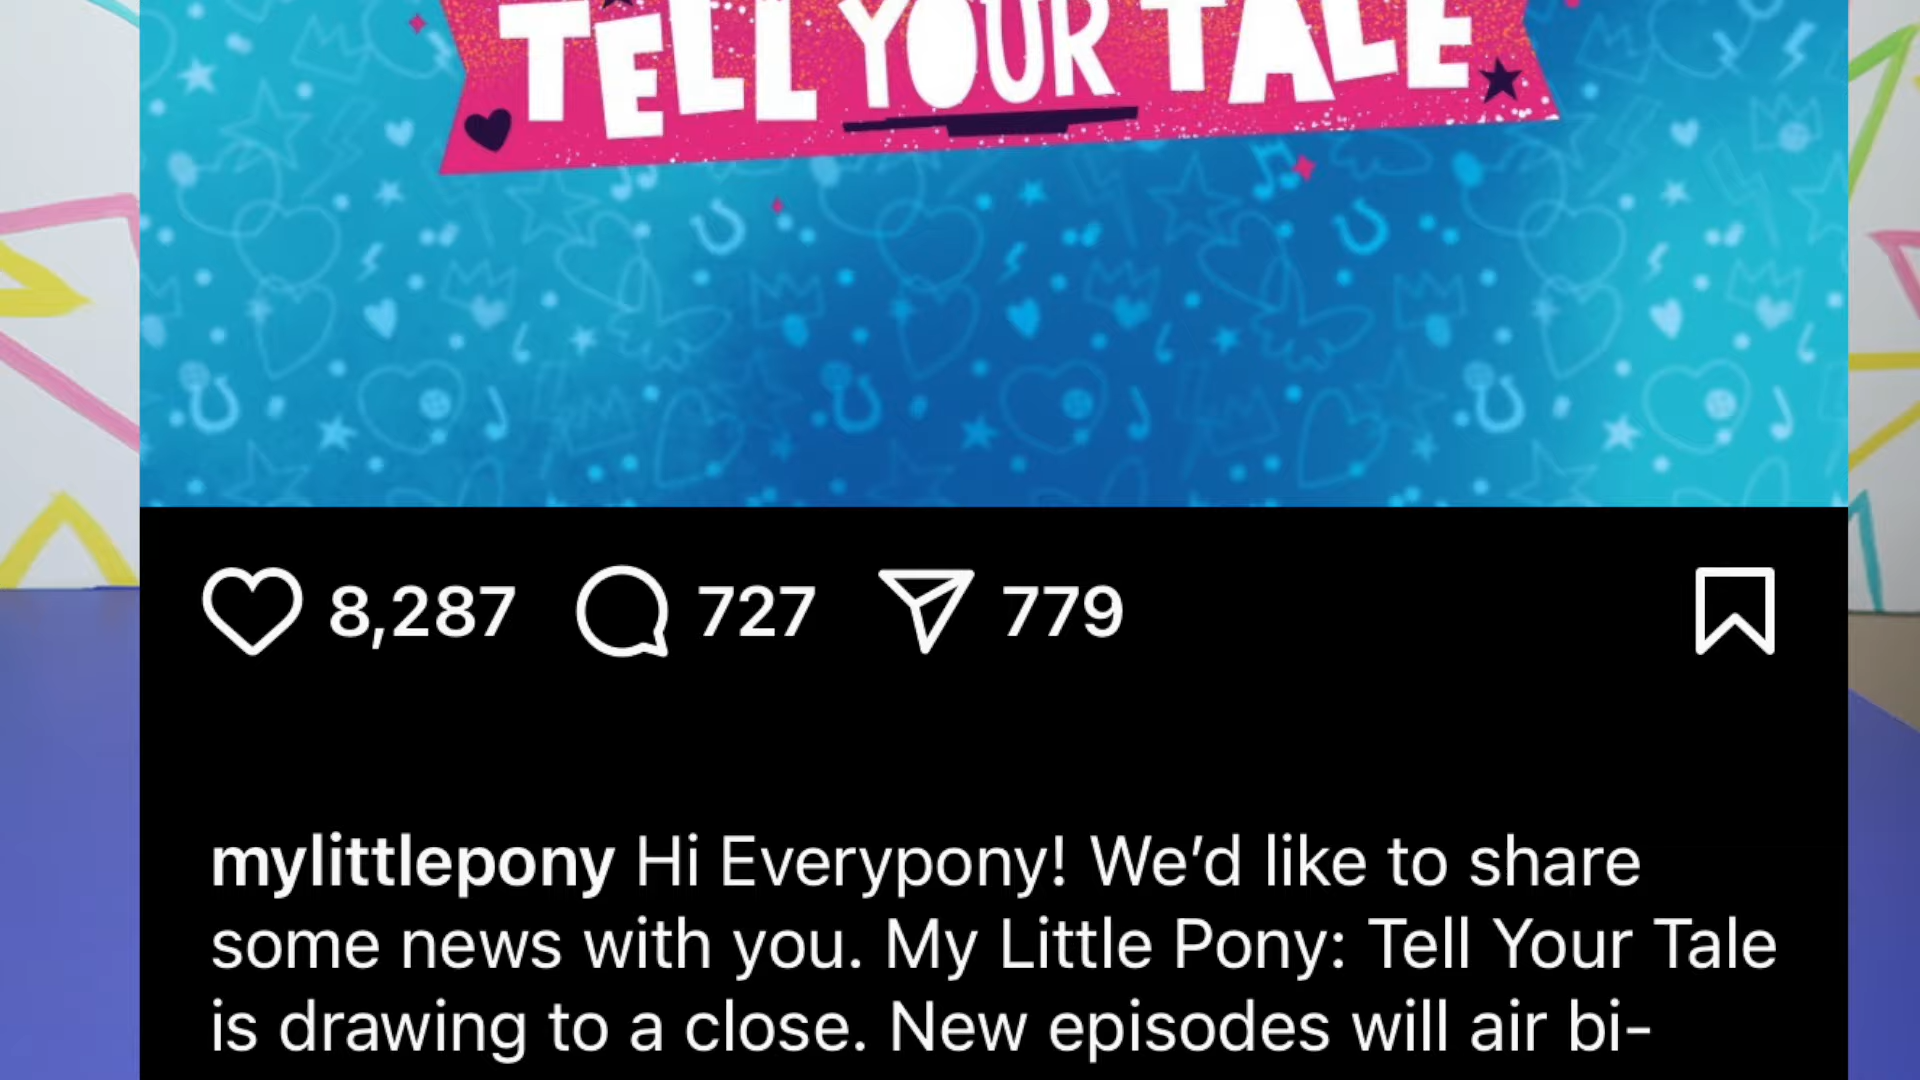 TELL YOUR TALE
8,287 727 779
mylittlepony Hi Everypony! We’d like to share
some news with you. My Little Pony: Tell Your Tale
is drawing to a close. New episodes will air bi-